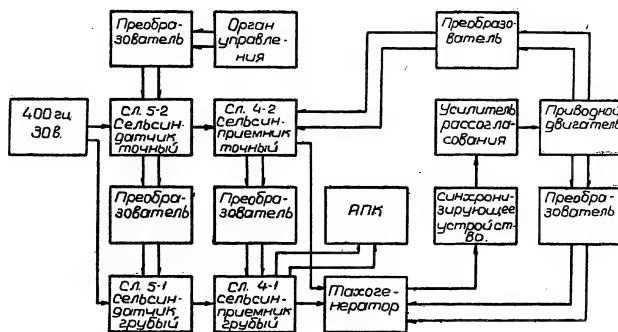 Преобра-
зователь
Орган
управле-
ния
Преобразо-
ватель
400 гц
3ов.
Сл. 5-2
Сельсин-
датчик
точный
Сл. 4-2
Сельсин-
приемник
точный
Усилитель
рассогла-
сования
Приводной
двигатель
Преобра-
зователь
Преобра-
зователь
АПК
Синхрони-
зирующее
устройст-
во.
Преобра-
зователь
Сл. 5-1
Сельсин-
датчик
грубый
Сл. 4-1
сельсин-
приемник
грубый
Тахоге-
нератор